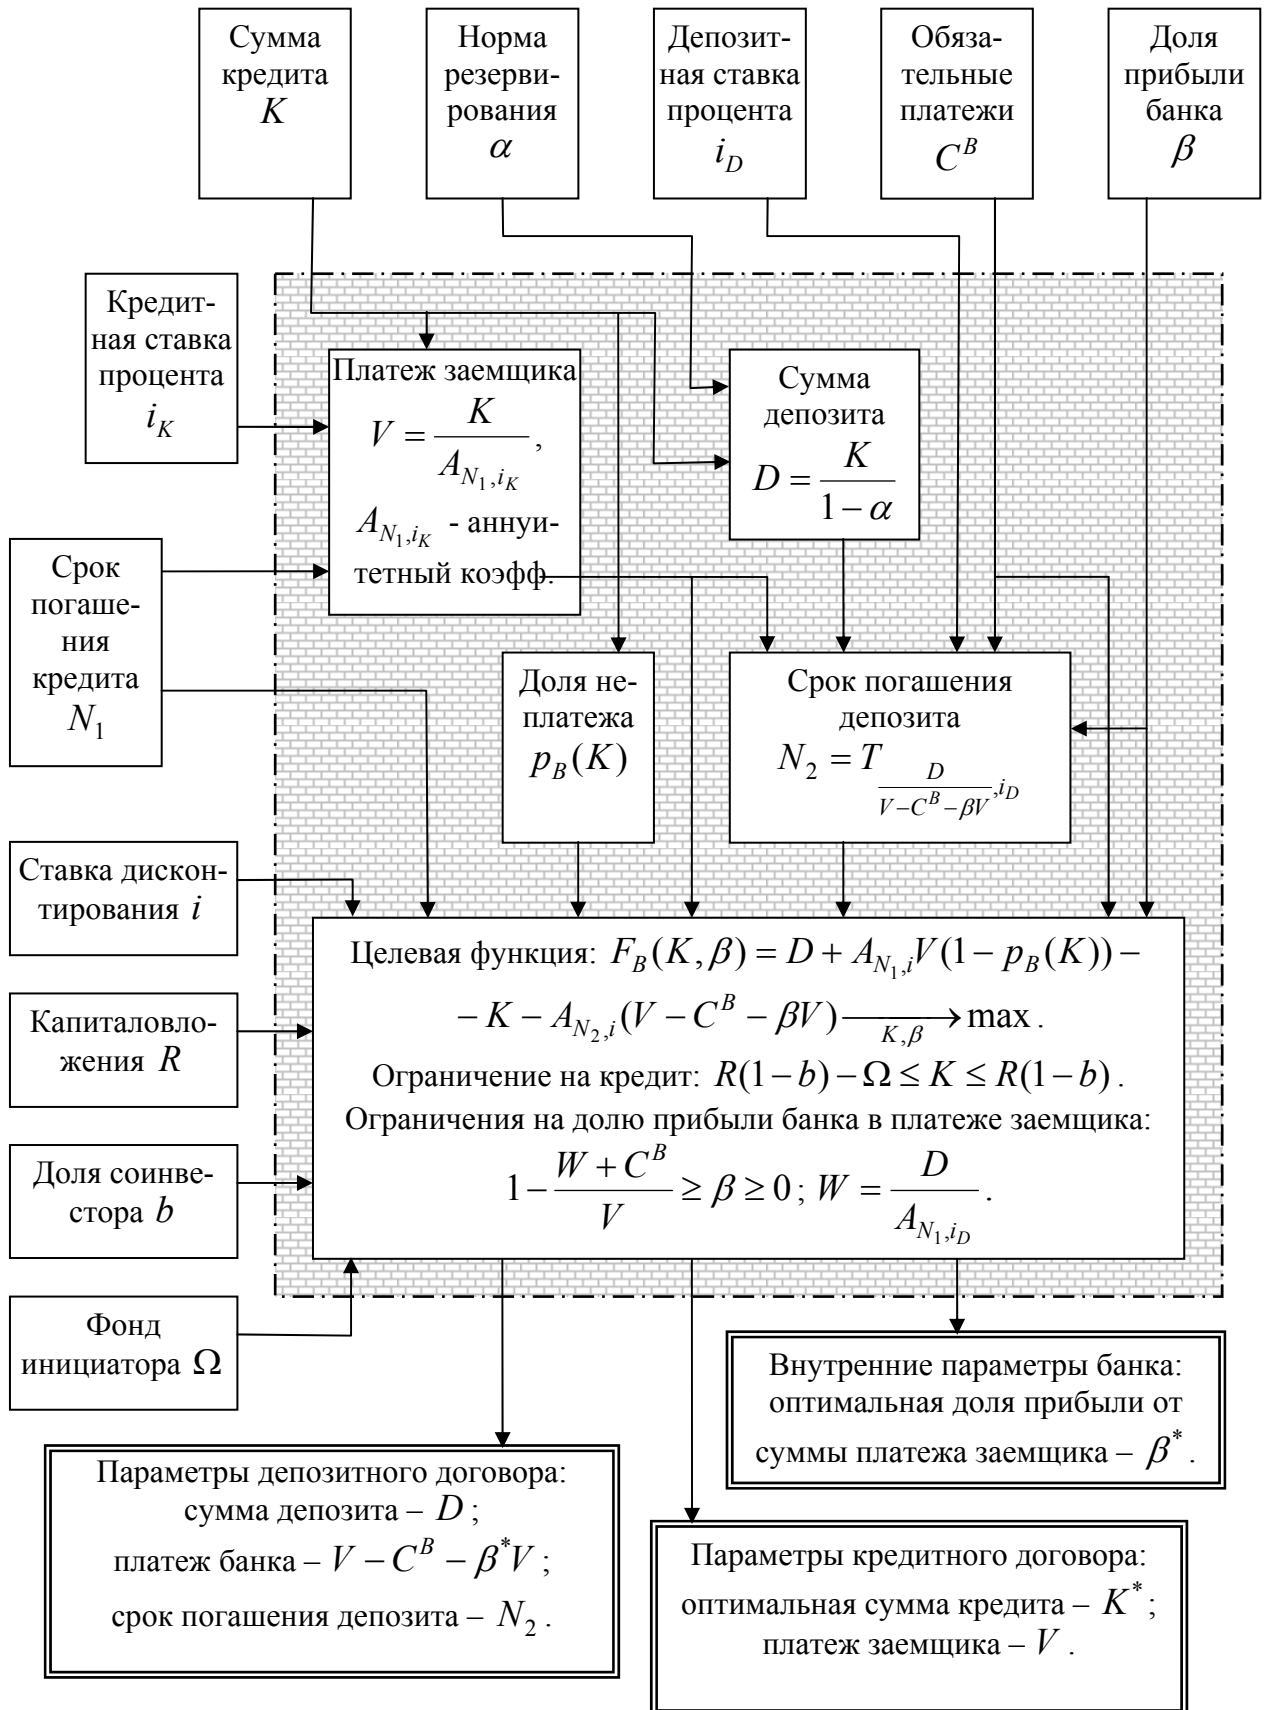 Сумма
кредита
K
Норма
резерви-
рования
α
Депозит-
ная ставка
процента
i_D
Обяза-
тельные
платежи
C^B
Доля
прибыли
банка
β
Кредит-
ная ставка
процента
i_K
Платеж заемщика
V = K / A_{N_1,i_K},
A_{N_1,i_K} - аннуи-
тетный коэфф.
Сумма
депозита
D = K / (1 − α)
Срок
погаше-
ния
кредита
N_1
Доля не-
платежа
p_B(K)
Срок погашения
депозита
N_2 = T_{D / (V−C^B−βV), i_D}
Ставка дискон-
тирования i
Капиталовло-
жения R
Доля соинве-
стора b
Фонд
инициатора Ω
Целевая функция: F_B(K, β) = D + A_{N_1,i}V(1 − p_B(K)) −
− K − A_{N_2,i}(V − C^B − βV) →_{K,β} max .
Ограничение на кредит: R(1 − b) − Ω ≤ K ≤ R(1 − b) .
Ограничения на долю прибыли банка в платеже заемщика:
1 − (W + C^B) / V ≥ β ≥ 0 ; W = D / A_{N_1,i_D} .
Внутренние параметры банка:
оптимальная доля прибыли от
суммы платежа заемщика – β^* .
Параметры депозитного договора:
сумма депозита – D ;
платеж банка – V − C^B − β^*V ;
срок погашения депозита – N_2 .
Параметры кредитного договора:
оптимальная сумма кредита – K^* ;
платеж заемщика – V .